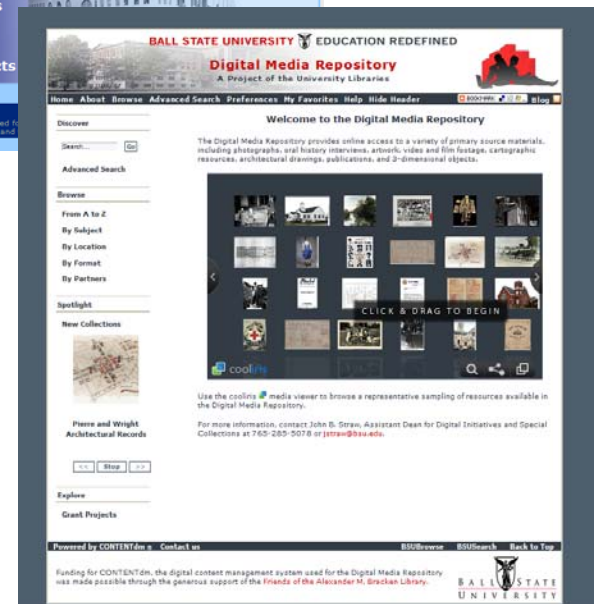 cts
BALL STATE UNIVERSITY EDUCATION REDEFINED
Digital Media Repository
A Project of the University Libraries
Home About Browse Advanced Search Preferences My Favorites Help Hide Header
BOOKMARK
Blog
Discover
Search...
Go
Advanced Search
Browse
From A to Z
By Subject
By Location
By Format
By Partners
Spotlight
New Collections
Pierre and Wright
Architectural Records
<< Stop >>
Explore
Grant Projects
Welcome to the Digital Media Repository
The Digital Media Repository provides online access to a variety of primary source materials,
including photographs, oral history interviews, artwork, video and film footage, cartographic
resources, architectural drawings, publications, and 3-dimensional objects.
CLICK & DRAG TO BEGIN
cooliris
Use the cooliris media viewer to browse a representative sampling of resources available in
the Digital Media Repository.
For more information, contact John B. Straw, Assistant Dean for Digital Initiatives and Special
Collections at 765-285-5078 or jstraw@bsu.edu.
Powered by CONTENTdm ® Contact us
BSUBrowse BSUSearch Back to Top
Funding for CONTENTdm, the digital content management system used for the Digital Media Repository
was made possible through the generous support of the Friends of the Alexander M. Bracken Library.
BALL STATE
UNIVERSITY